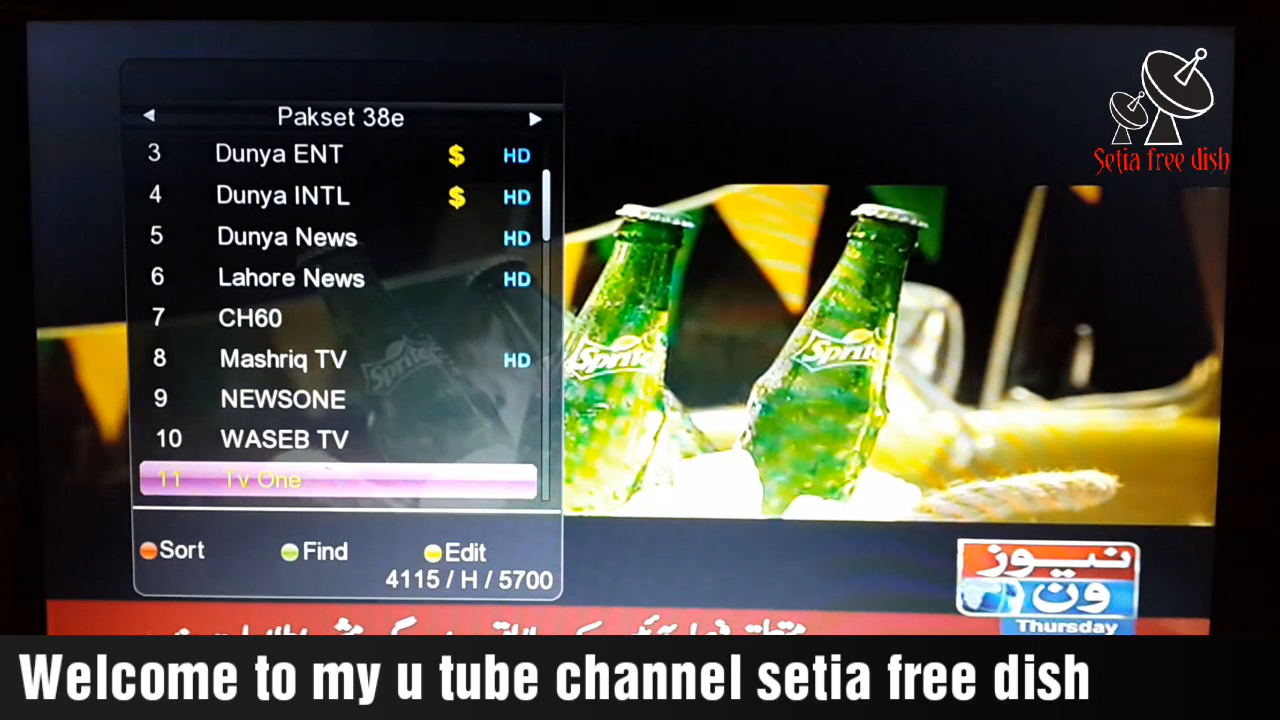 Pakset 38e
3 Dunya ENT $ HD
4 Dunya INTL $ HD
5 Dunya News HD
6 Lahore News HD
7 CH60
8 Mashriq TV HD
9 NEWSONE
10 WASEB TV
11 Tv One
Sort Find Edit
4115 / H / 5700
Setia free dish
Sprite
Sprite
Sprite
نیوز
ون
Thursday
Welcome to my u tube channel setia free dish